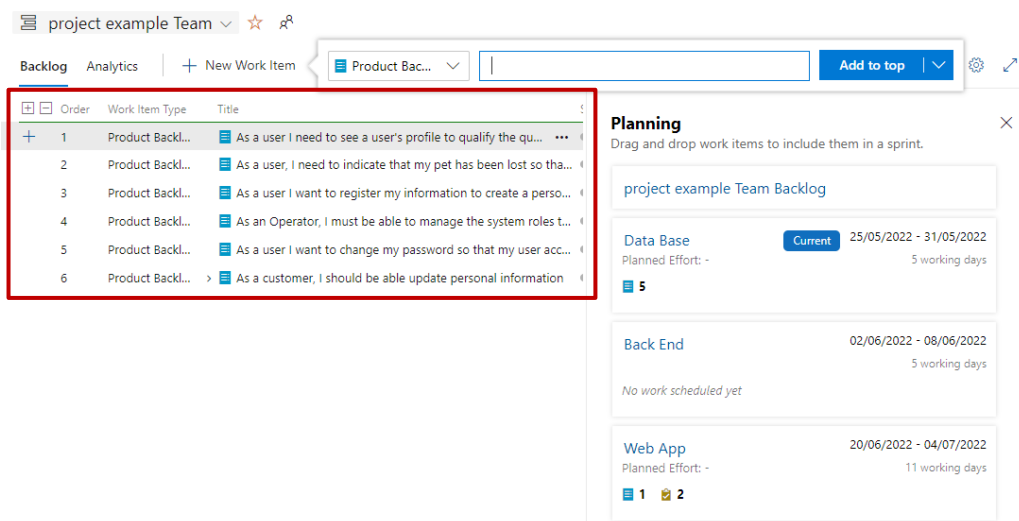 project example Team
Backlog Analytics New Work Item Product Bac... Add to top
Order Work Item Type Title
1 Product Backl... As a user I need to see a user's profile to qualify the qu... •••
2 Product Backl... As a user, I need to indicate that my pet has been lost so tha...
3 Product Backl... As a user I want to register my information to create a perso...
4 Product Backl... As an Operator, I must be able to manage the system roles t...
5 Product Backl... As a user I want to change my password so that my user acc...
6 Product Backl... As a customer, I should be able update personal information
Planning
Drag and drop work items to include them in a sprint.
project example Team Backlog
Data Base Current 25/05/2022 - 31/05/2022
Planned Effort: - 5 working days
5
Back End 02/06/2022 - 08/06/2022
5 working days
No work scheduled yet
Web App 20/06/2022 - 04/07/2022
Planned Effort: - 11 working days
1 2